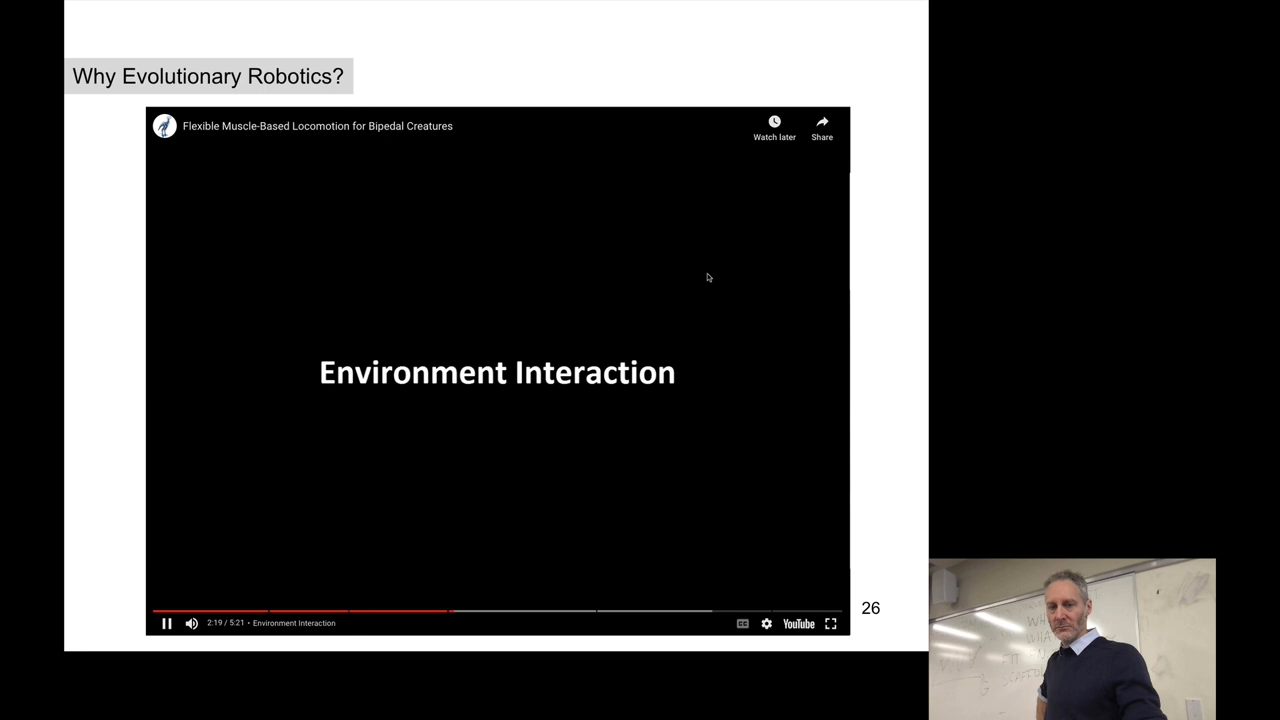 Why Evolutionary Robotics?
Flexible Muscle-Based Locomotion for Bipedal Creatures
Watch later
Share
Environment Interaction
2:19 / 5:21 • Environment Interaction
CC
YouTube
26